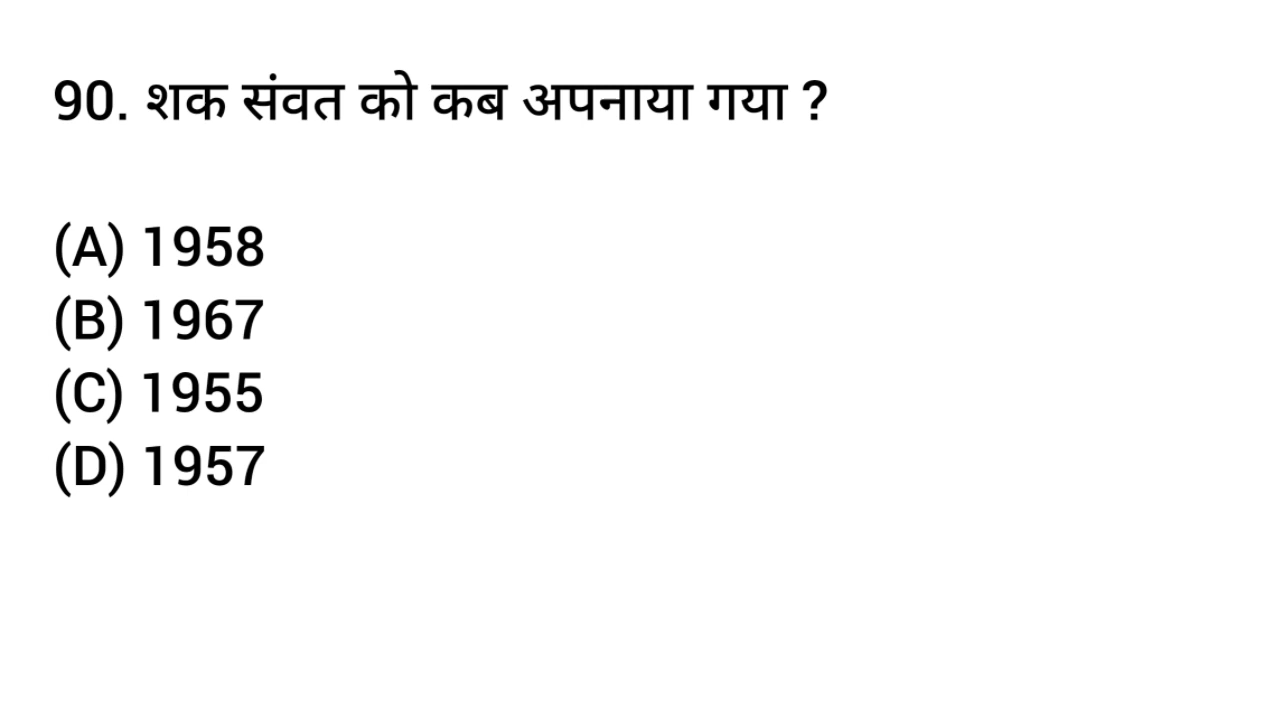 90. शक संवत को कब अपनाया गया ?
(A) 1958
(B) 1967
(C) 1955
(D) 1957